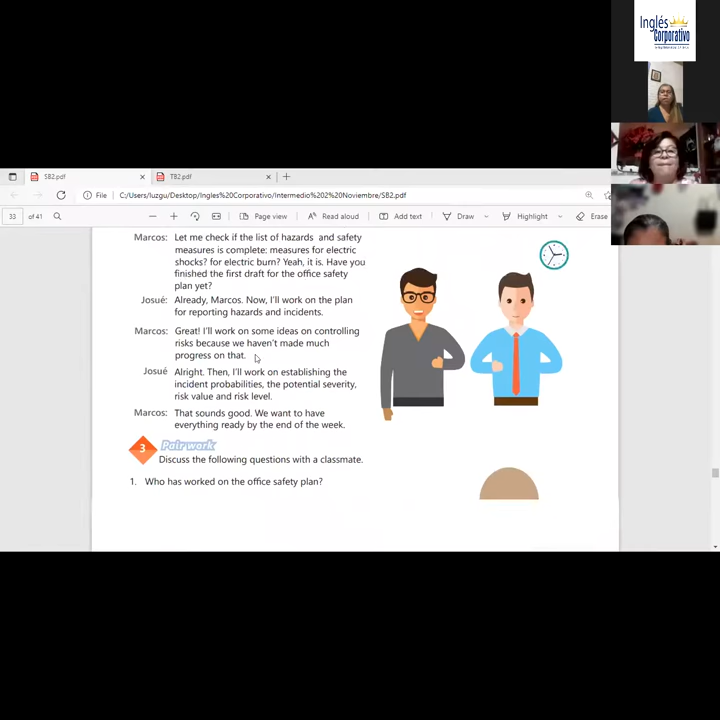 Inglés
Corporativo
SB2.pdf
TB2.pdf
File
C:/Users/luzgu/Desktop/Ingles%20Corporativo/Intermedio%202%20Noviembre/SB2.pdf
33 of 41
Page view
Read aloud
Add text
Draw
Highlight
Erase
Marcos: Let me check if the list of hazards and safety
measures is complete: measures for electric
shocks? for electric burn? Yeah, it is. Have you
finished the first draft for the office safety
plan yet?
Josué: Already, Marcos. Now, I'll work on the plan
for reporting hazards and incidents.
Marcos: Great! I'll work on some ideas on controlling
risks because we haven't made much
progress on that.
Josué Alright. Then, I'll work on establishing the
incident probabilities, the potential severity,
risk value and risk level.
Marcos: That sounds good. We want to have
everything ready by the end of the week.
3 Pair work
Discuss the following questions with a classmate.
1. Who has worked on the office safety plan?